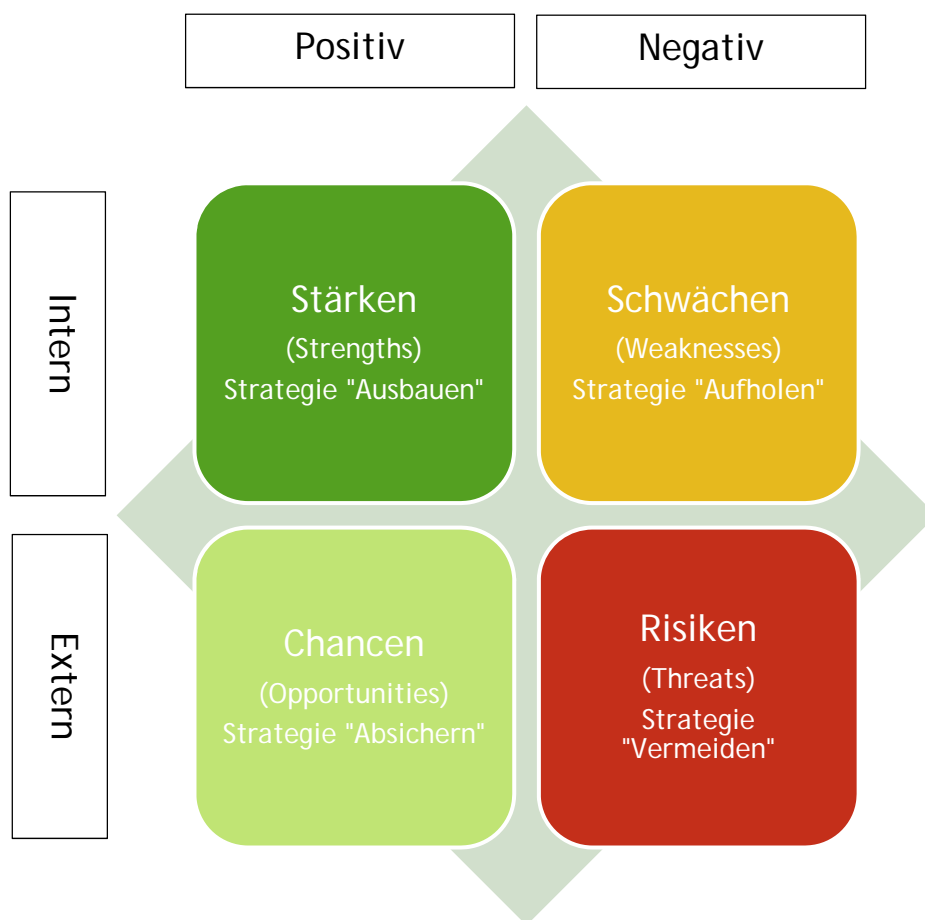 Positiv
Negativ
Intern
Stärken
(Strengths)
Strategie "Ausbauen"
Schwächen
(Weaknesses)
Strategie "Aufholen"
Extern
Chancen
(Opportunities)
Strategie "Absichern"
Risiken
(Threats)
Strategie
"Vermeiden"